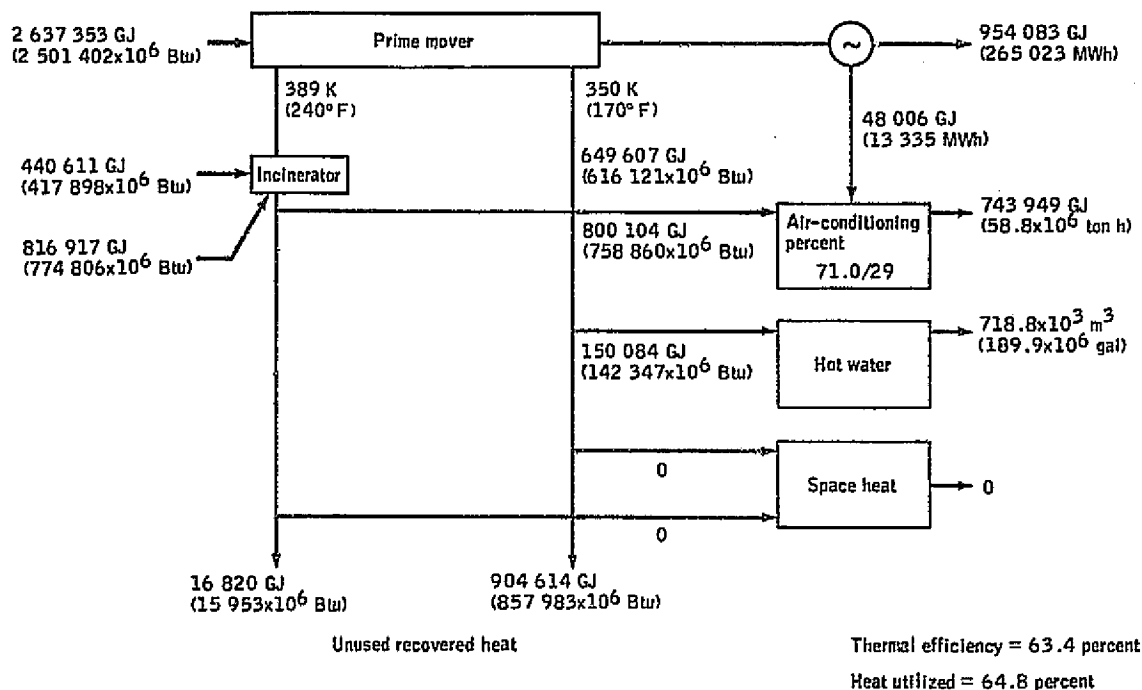 2 637 353 GJ
(2 501 402x10⁶ Btu)
Prime mover
~
954 083 GJ
(265 023 MWh)
389 K
(240° F)
350 K
(170° F)
48 006 GJ
(13 335 MWh)
440 611 GJ
(417 898x10⁶ Btu)
Incinerator
649 607 GJ
(616 121x10⁶ Btu)
816 917 GJ
(774 806x10⁶ Btu)
800 104 GJ
(758 860x10⁶ Btu)
Air-conditioning
percent
71.0/29
743 949 GJ
(58.8x10⁶ ton h)
150 084 GJ
(142 347x10⁶ Btu)
Hot water
718.8x10³ m³
(189.9x10⁶ gal)
0
Space heat
0
0
16 820 GJ
(15 953x10⁶ Btu)
904 614 GJ
(857 983x10⁶ Btu)
Unused recovered heat
Thermal efficiency = 63.4 percent
Heat utilized = 64.8 percent